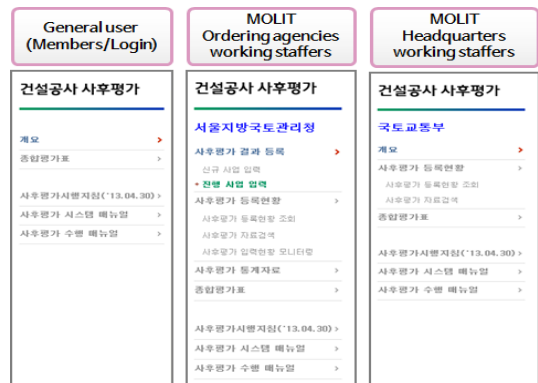 General user
(Members/Login)
건설공사 사후평가
개요
종합평가표
사후평가시행지침('13.04.30)
사후평가 시스템 매뉴얼
사후평가 수행 매뉴얼
MOLIT
Ordering agencies
working staffers
건설공사 사후평가
서울지방국토관리청
사후평가 결과 등록
신규 사업 입력
진행 사업 입력
사후평가 등록현황
사후평가 등록현황 조회
사후평가 자료검색
사후평가 입력현황 모니터링
사후평가 통계자료
종합평가표
사후평가시행지침('13.04.30)
사후평가 시스템 매뉴얼
사후평가 수행 매뉴얼
MOLIT
Headquarters
working staffers
건설공사 사후평가
국토교통부
개요
사후평가 등록현황
사후평가 등록현황 조회
사후평가 자료검색
종합평가표
사후평가시행지침('13.04.30)
사후평가 시스템 매뉴얼
사후평가 수행 매뉴얼